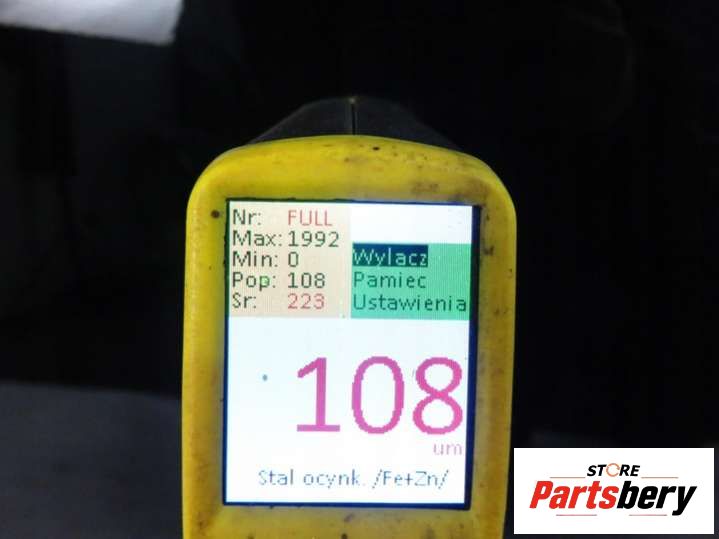 Nr: FULL
Max: 1992
Min: 0
Pop: 108
Sr: 223
Wylacz
Pamiec
Ustawienia
108
um
Stal ocynk. /Fe+Zn/
STORE
Partsbery